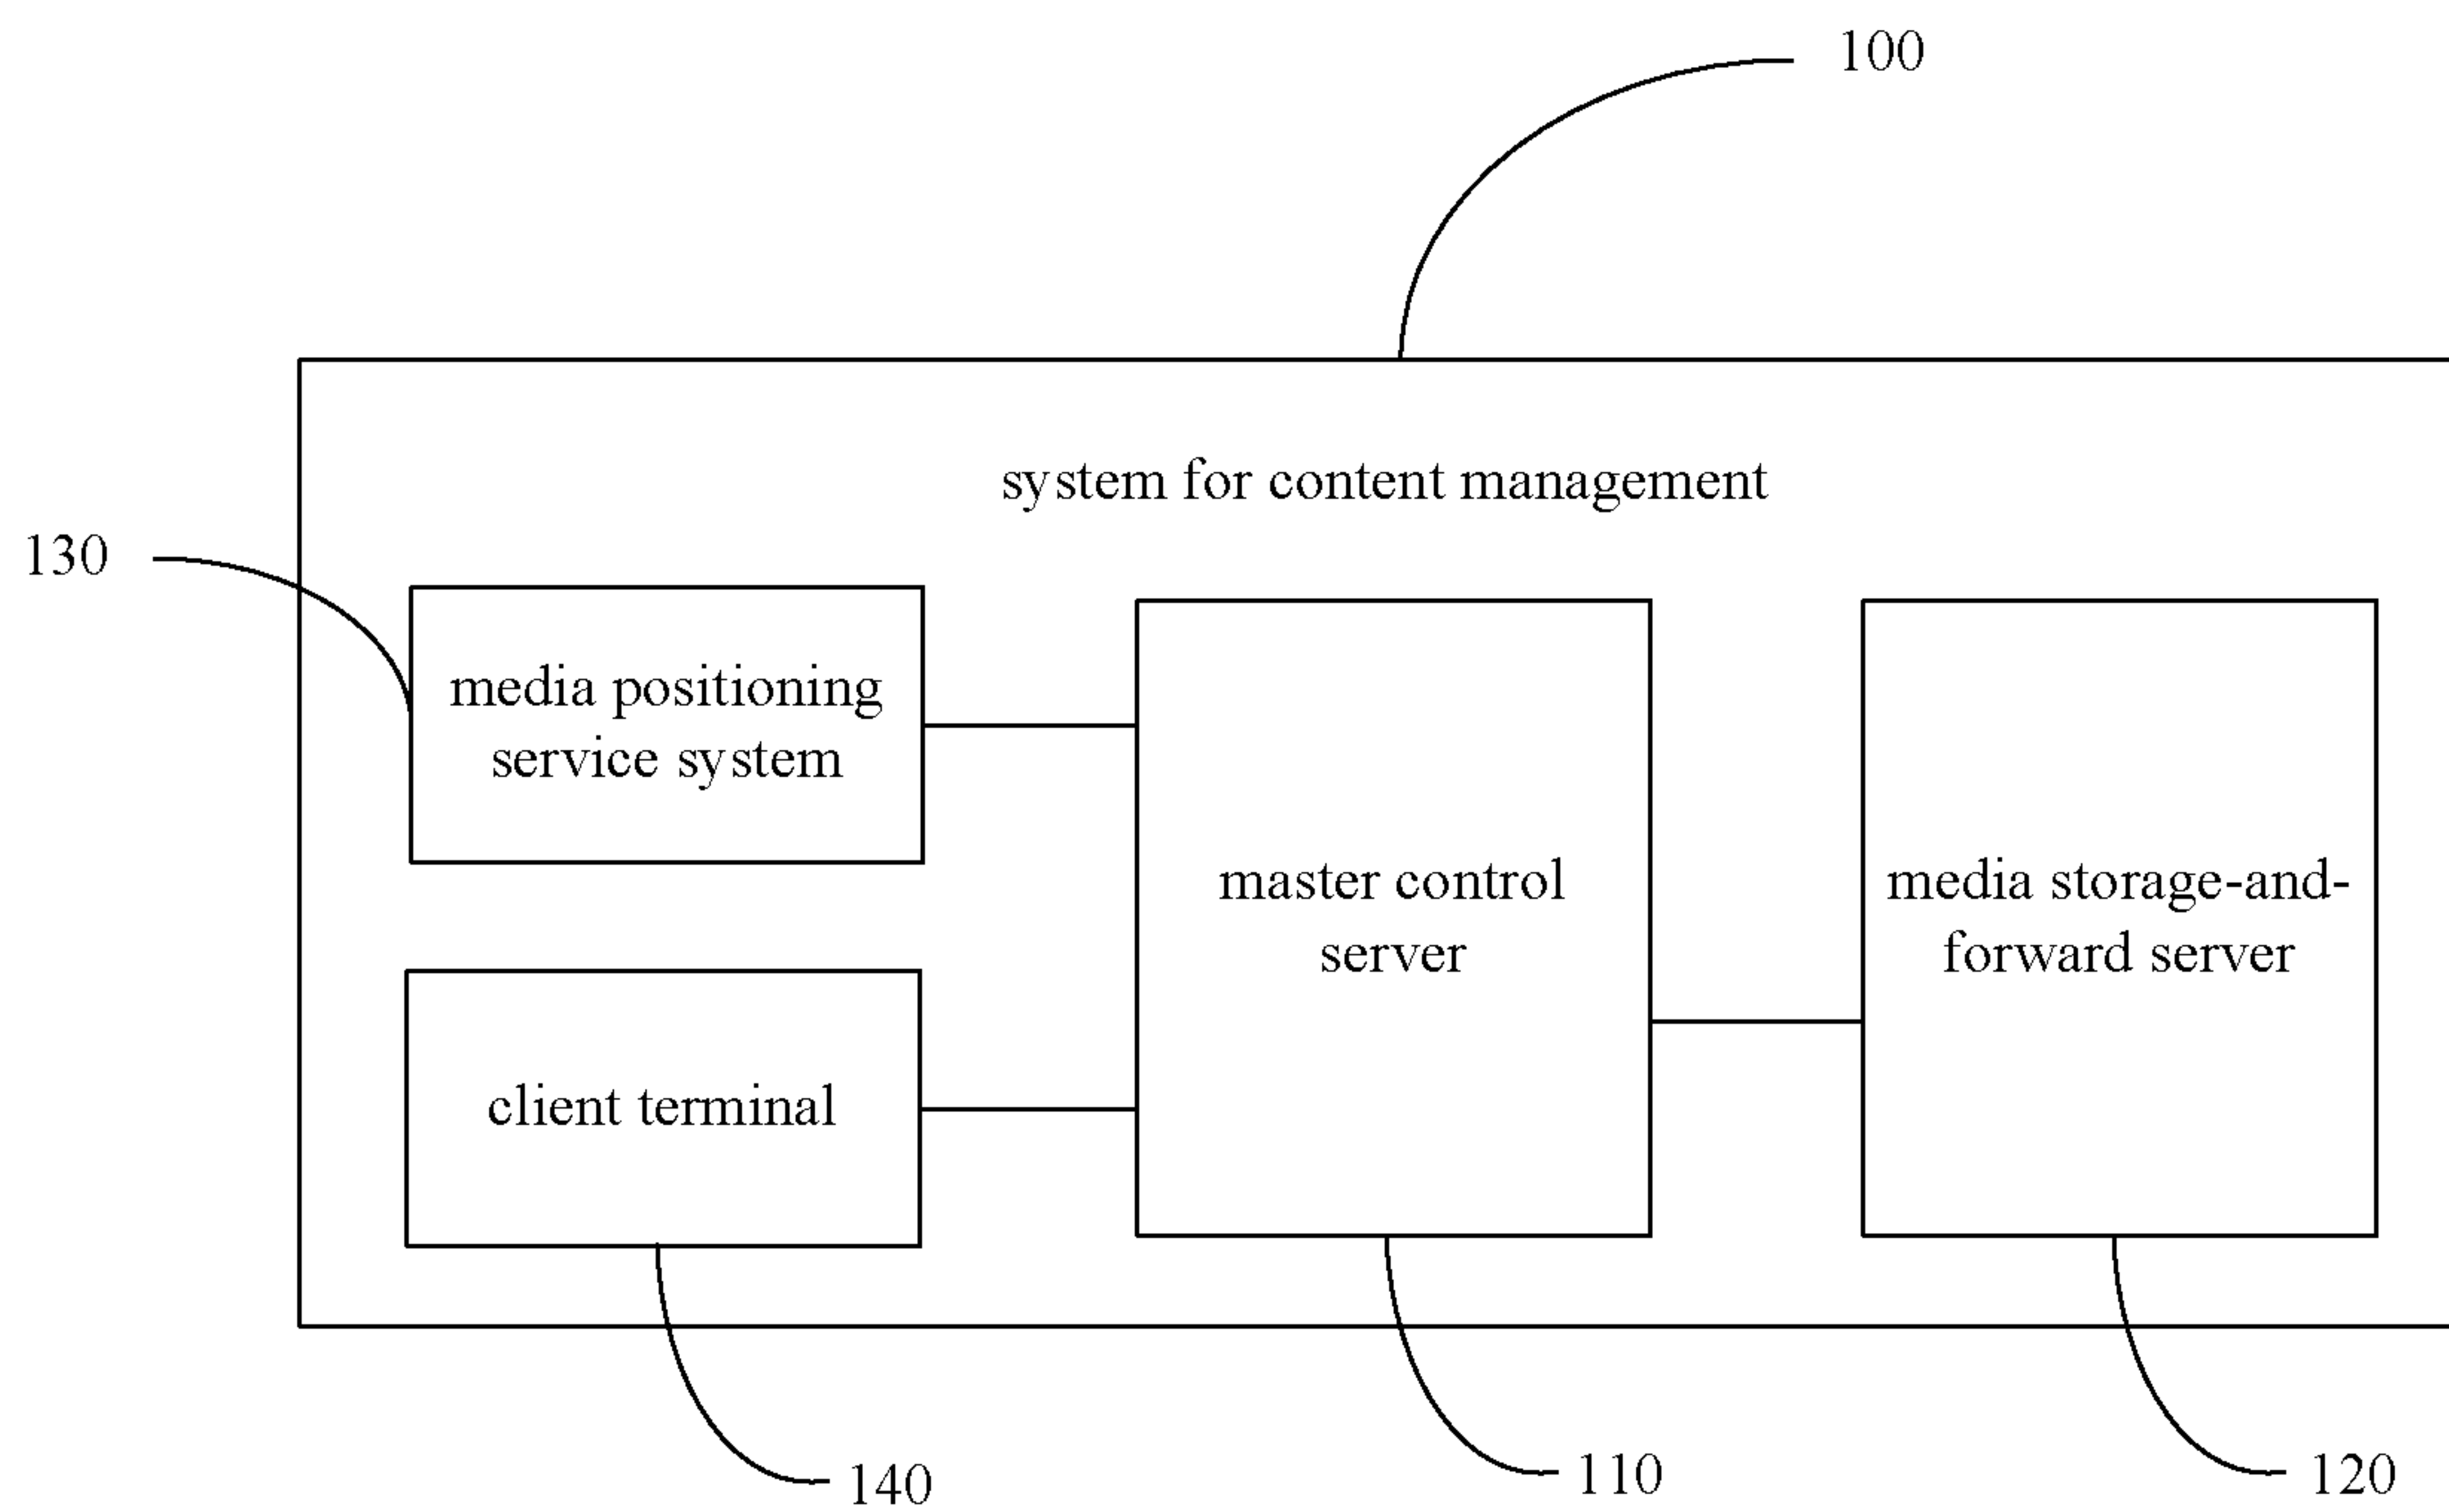 100
system for content management
130
media positioning
service system
master control
server
media storage-and-
forward server
client terminal
140
110
120